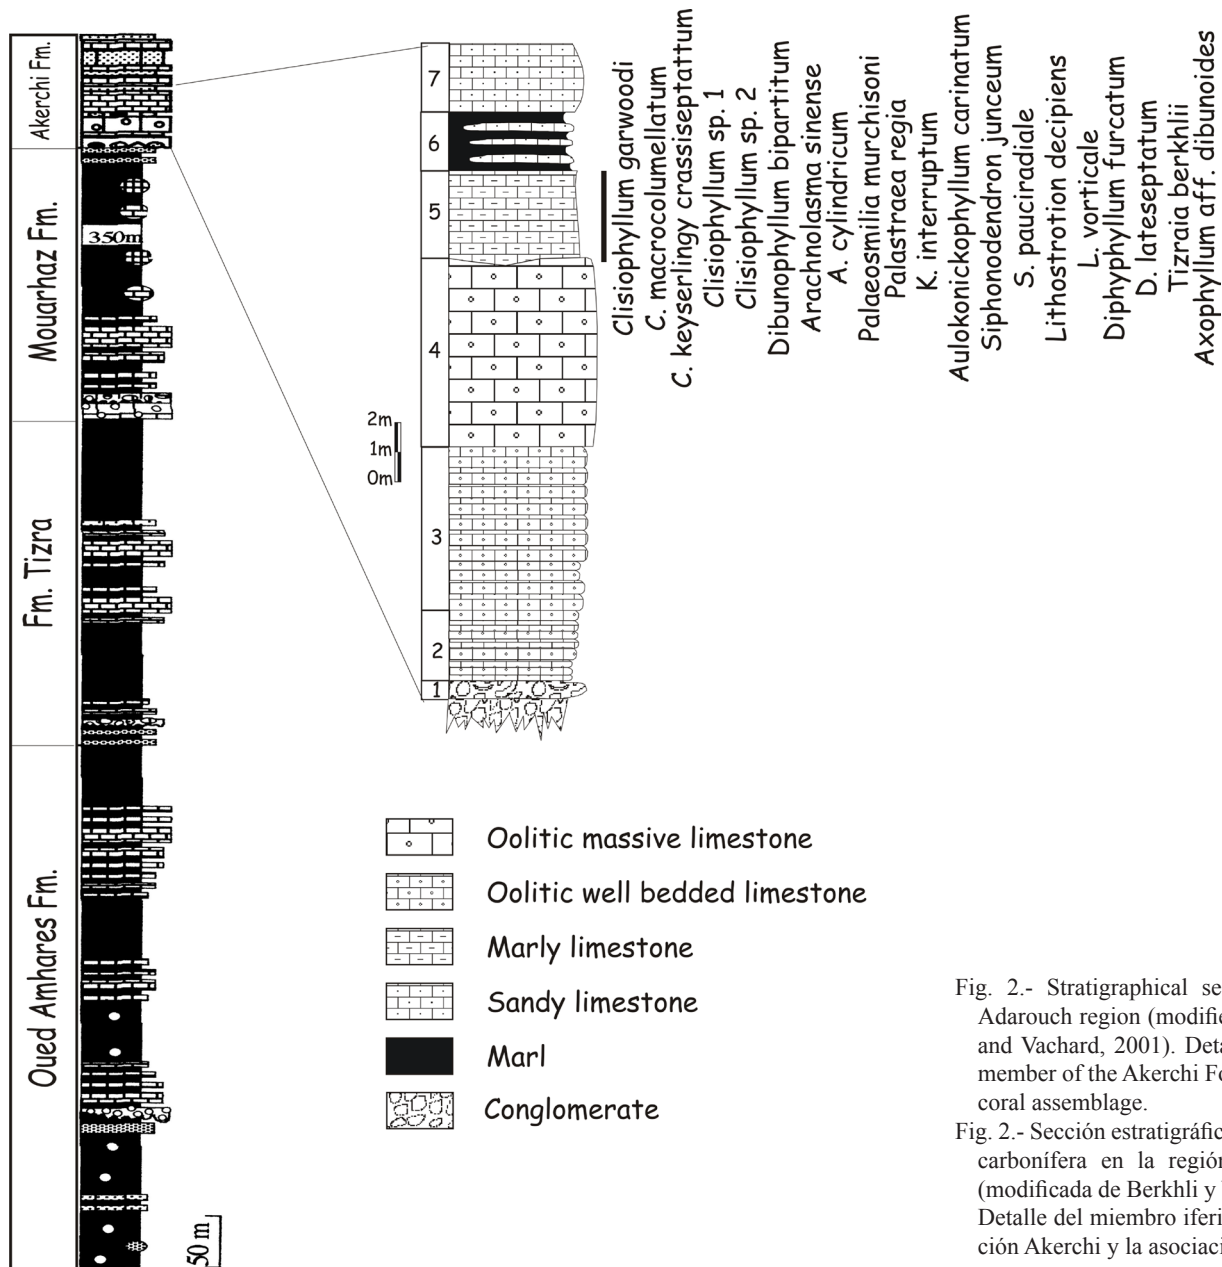 Akerchi Fm.
Mouarhaz Fm.
Fm. Tizra
Oued Amhares Fm.
350m
50 m
7
6
5
4
3
2
1
2m
1m
0m
Clisiophyllum garwoodi
C. macrocolumellatum
C. keyserlingy crassiseptattum
Clisiophyllum sp. 1
Clisiophyllum sp. 2
Dibunophyllum bipartitum
Arachnolasma sinense
A. cylindricum
Palaeosmilia murchisoni
Palastraea regia
K. interruptum
Aulokonickophyllum carinatum
Siphonodendron junceum
S. pauciradiale
Lithostrotion decipiens
L. vorticale
Diphyphyllum furcatum
D. lateseptatum
Tizraia berkhlii
Axophyllum aff. dibunoides
Oolitic massive limestone
Oolitic well bedded limestone
Marly limestone
Sandy limestone
Marl
Conglomerate
Fig. 2.- Stratigraphical se
Adarouch region (modifie
and Vachard, 2001). Deta
member of the Akerchi Fo
coral assemblage.
Fig. 2.- Sección estratigráfic
carbonífera en la región
(modificada de Berkhli y
Detalle del miembro iferi
ción Akerchi y la asociaci